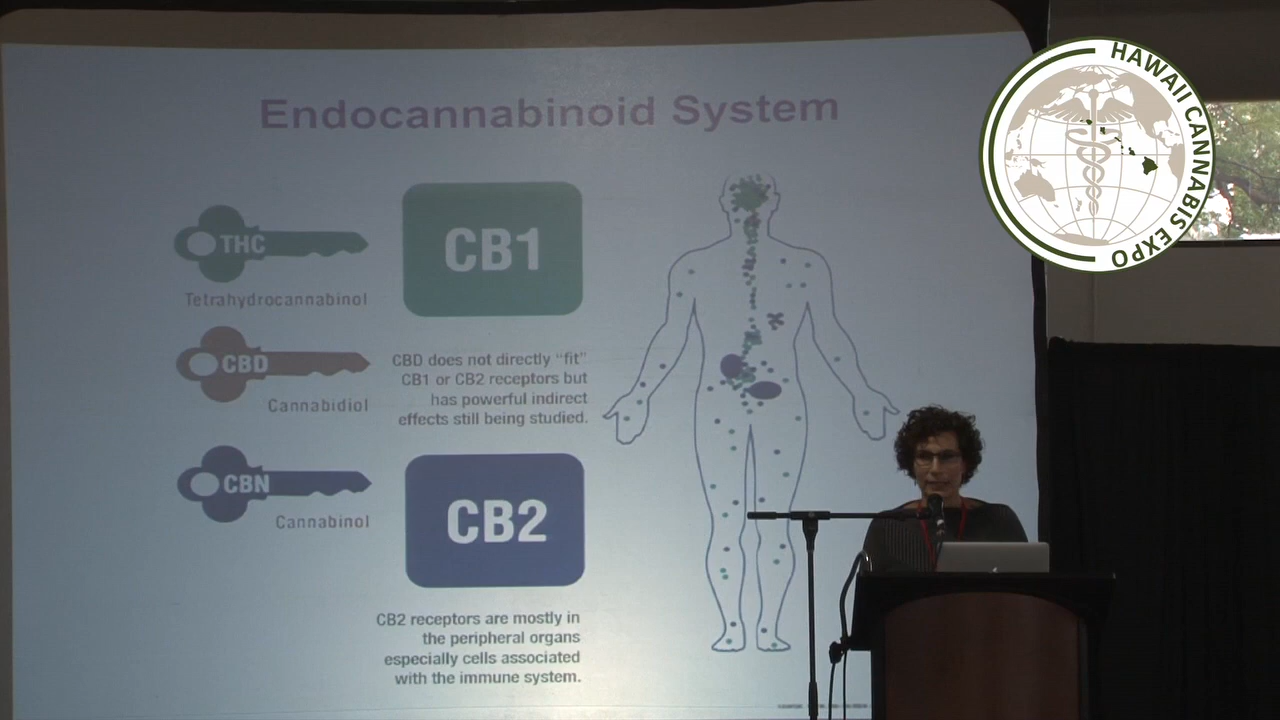 Endocannabinoid System
THC
Tetrahydrocannabinol
CB1
CBD
Cannabidiol
CBD does not directly “fit”
CB1 or CB2 receptors but
has powerful indirect
effects still being studied.
CBN
Cannabinol
CB2
CB2 receptors are mostly in
the peripheral organs
especially cells associated
with the immune system.
HAWAII CANNABIS EXPO